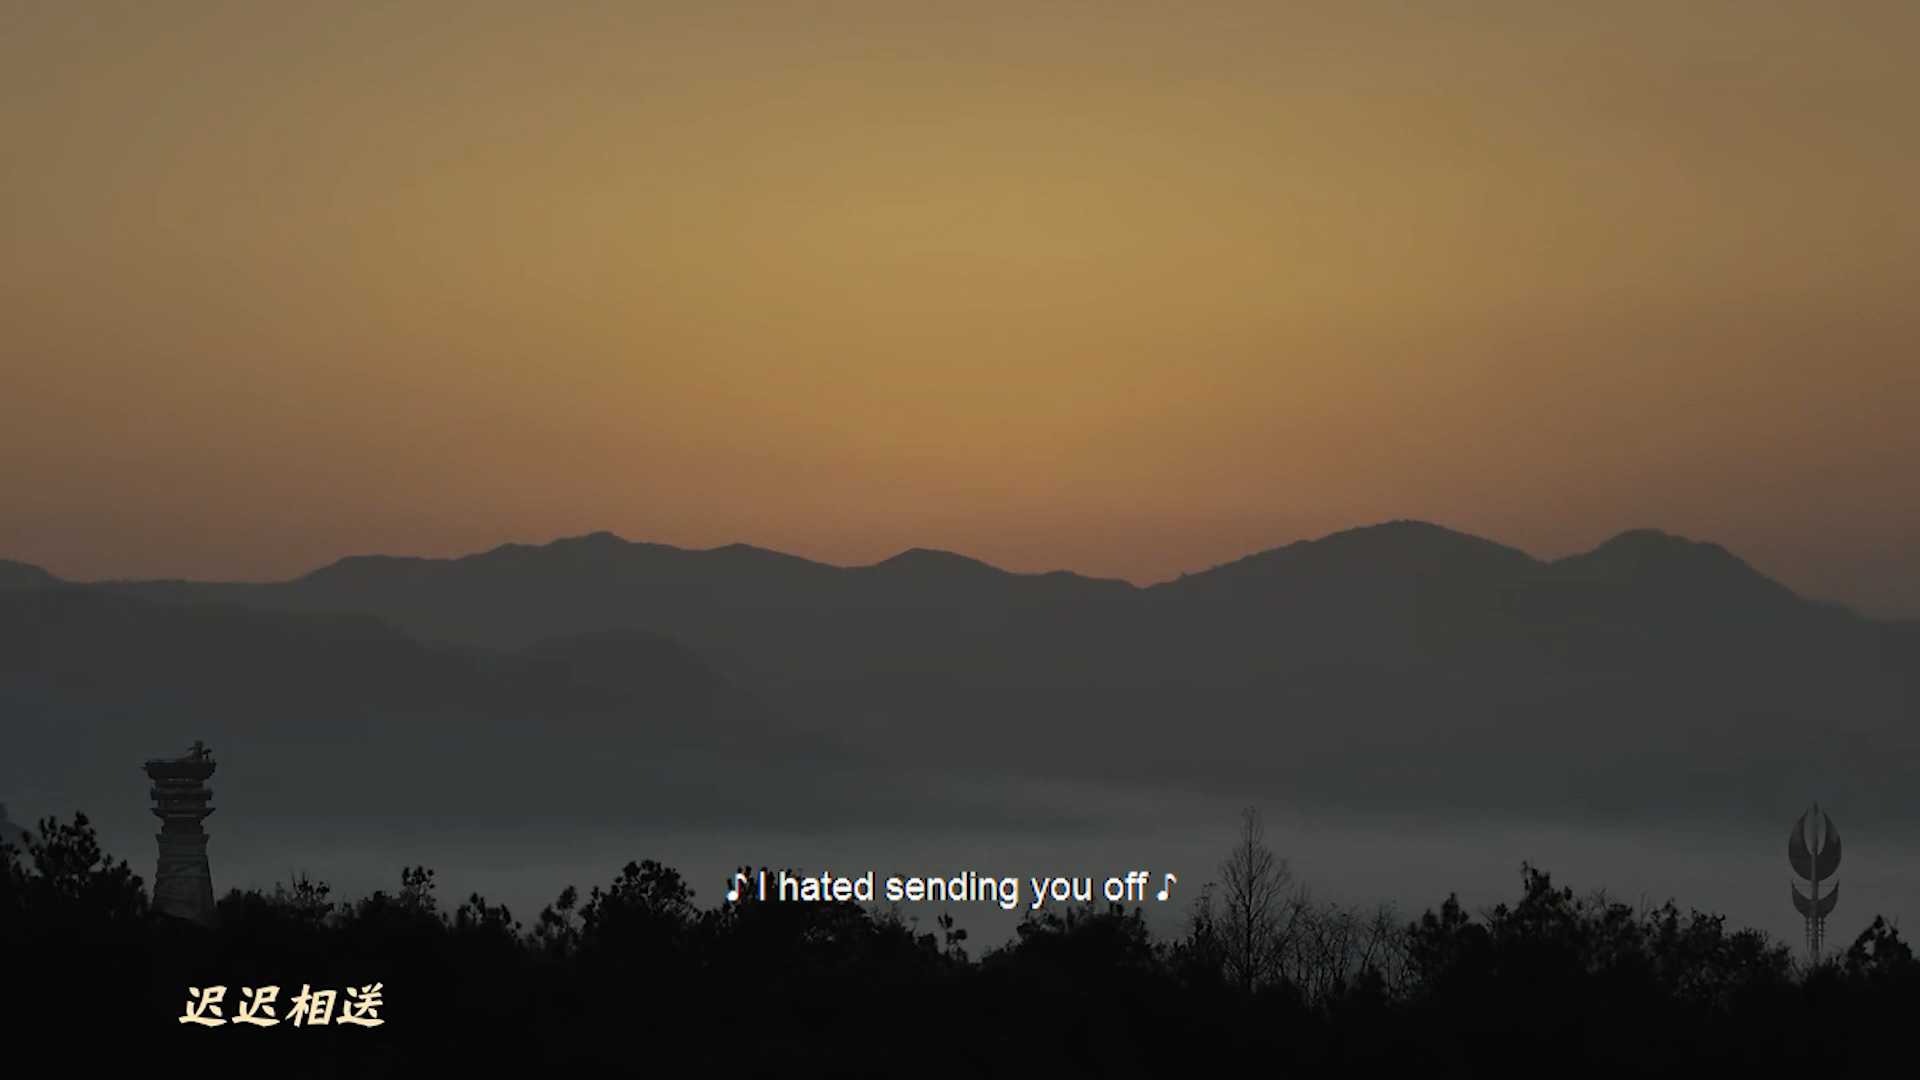 ♪ I hated sending you off ♪
迟迟相送